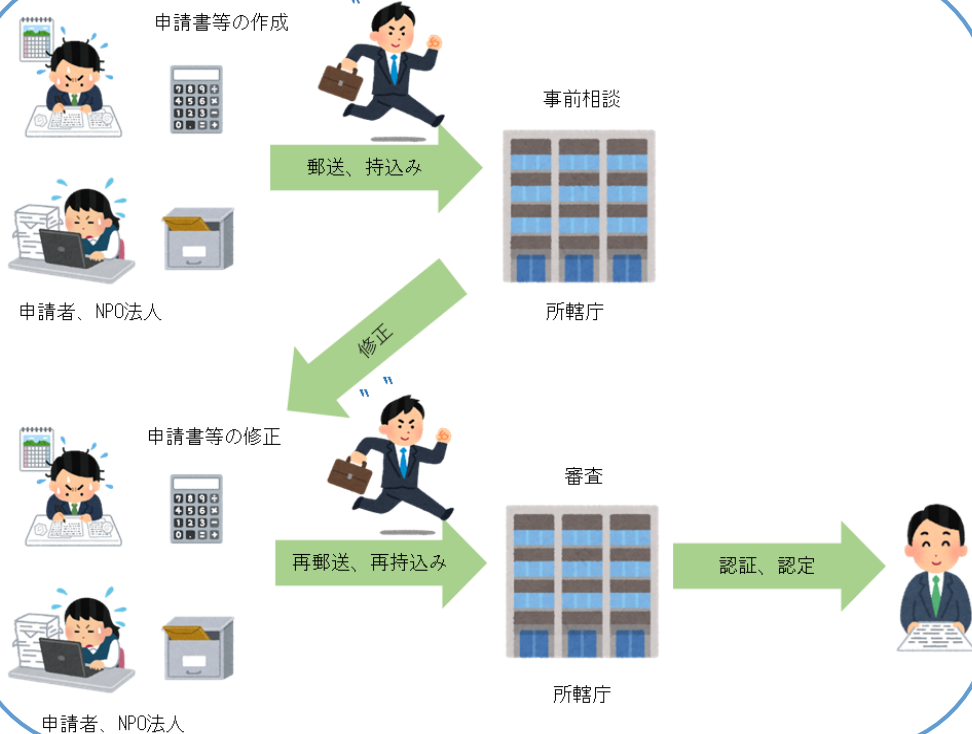 申請書等の作成
郵送、持込み
事前相談
申請者、NPO法人
所轄庁
修正
申請書等の修正
再郵送、再持込み
審査
認証、認定
申請者、NPO法人
所轄庁